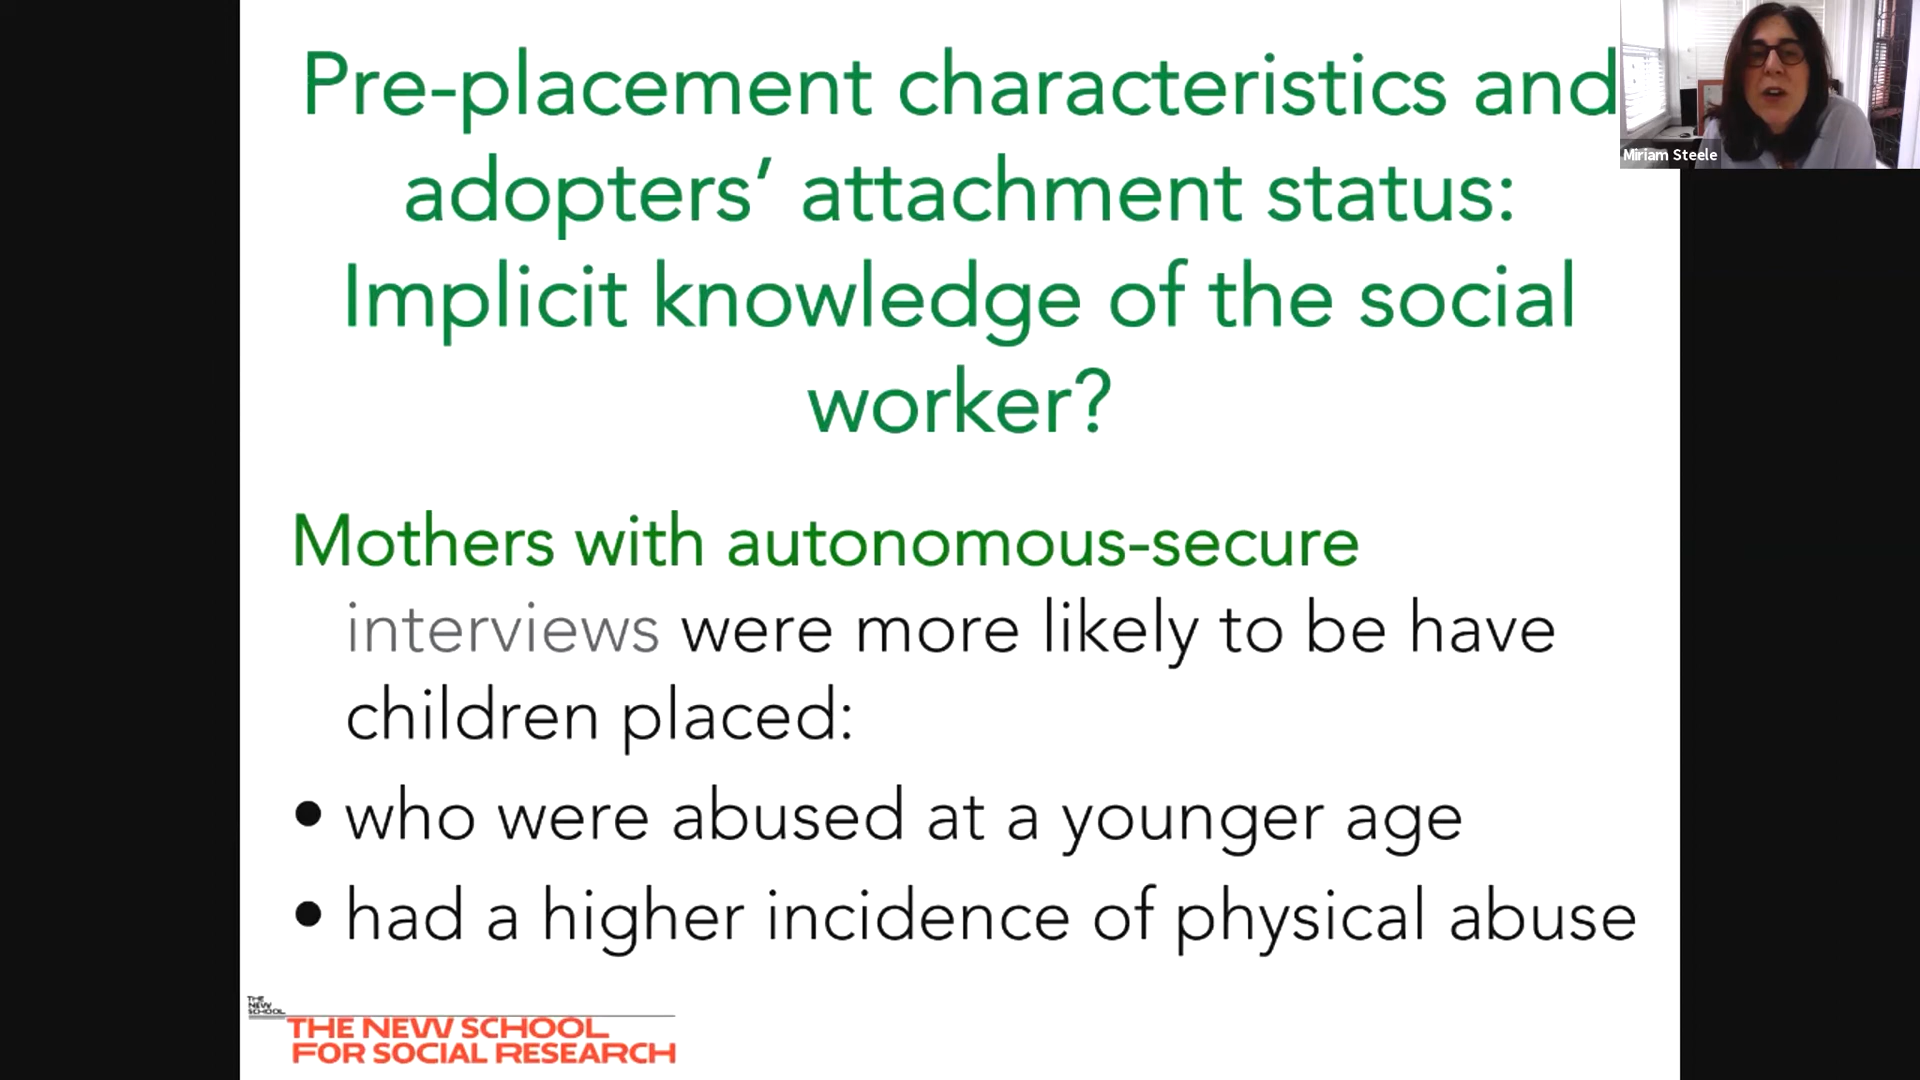 Pre-placement characteristics and
adopters’ attachment status:
Implicit knowledge of the social
worker?
Miriam Steele
Mothers with autonomous-secure
interviews were more likely to be have
children placed:
• who were abused at a younger age
• had a higher incidence of physical abuse
THE
NEW
SCHOOL
THE NEW SCHOOL
FOR SOCIAL RESEARCH